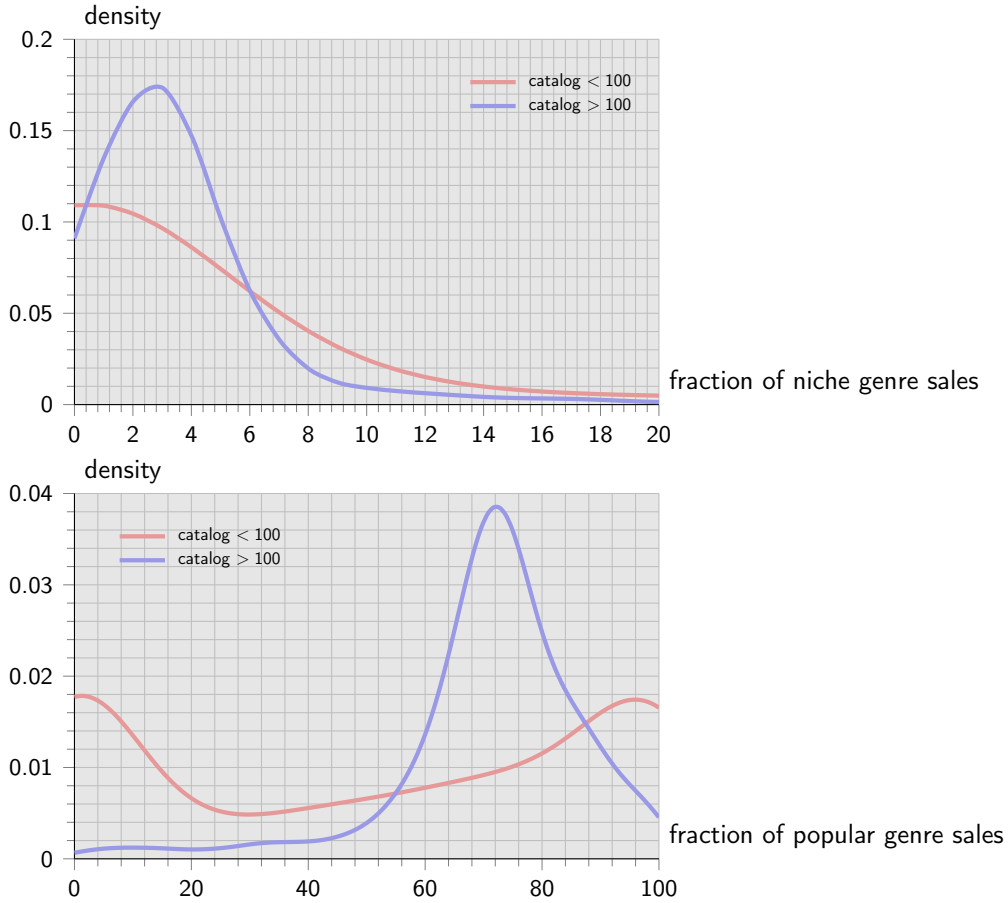 density
0.2
catalog < 100
catalog > 100
0.15
0.1
0.05
fraction of niche genre sales
0
0 2 4 6 8 10 12 14 16 18 20
density
0.04
catalog < 100
catalog > 100
0.03
0.02
0.01
fraction of popular genre sales
0
0 20 40 60 80 100